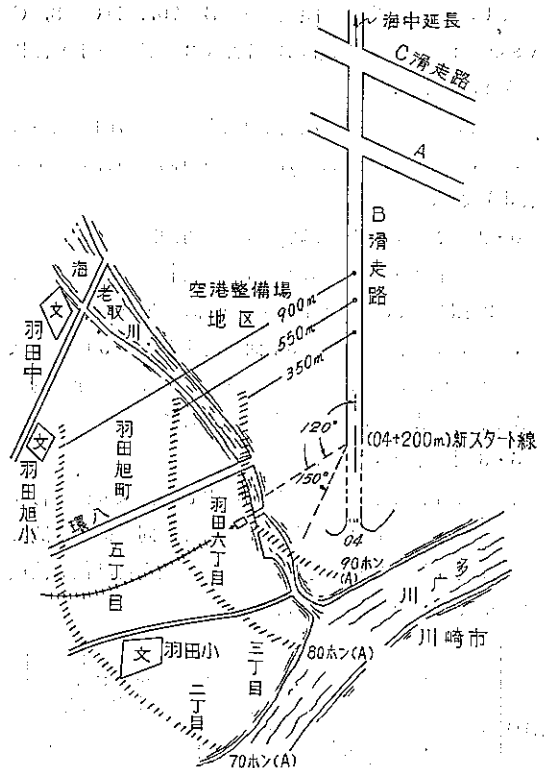 海中延長
C滑走路
A
B滑走路
海老取川
空港整備場
地区
900m
550m
350m
文
羽田中
文
羽田旭小
羽田旭町
120°
150°
(04+200m)新スタート線
04
環八
羽田六丁目
五丁目
90ホン(A)
多广川
川崎市
文
羽田小
三丁目
二丁目
80ホン(A)
70ホン(A)